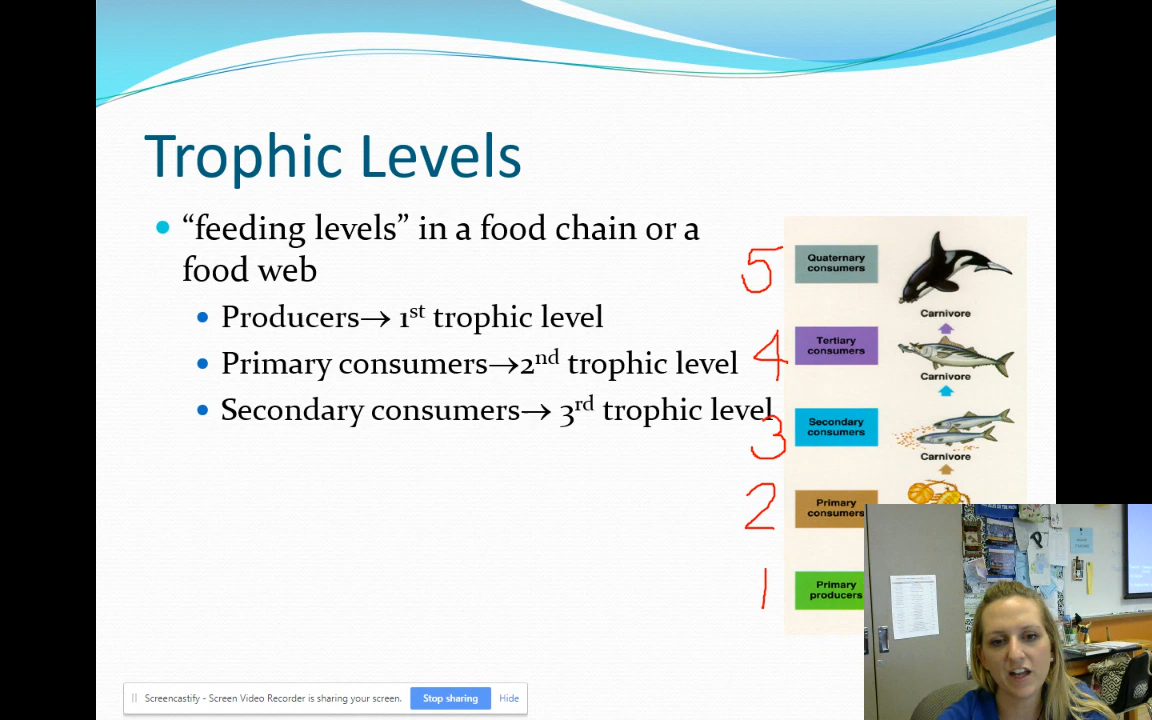 Trophic Levels
“feeding levels” in a food chain or a
food web
Producers→ 1st trophic level
Primary consumers→2nd trophic level
Secondary consumers→ 3rd trophic level
5
Quaternary
consumers
Carnivore
4
Tertiary
consumers
Carnivore
3
Secondary
consumers
Carnivore
2
Primary
consumers
1
Primary
producers
Screencastify - Screen Video Recorder is sharing your screen.
Stop sharing
Hide